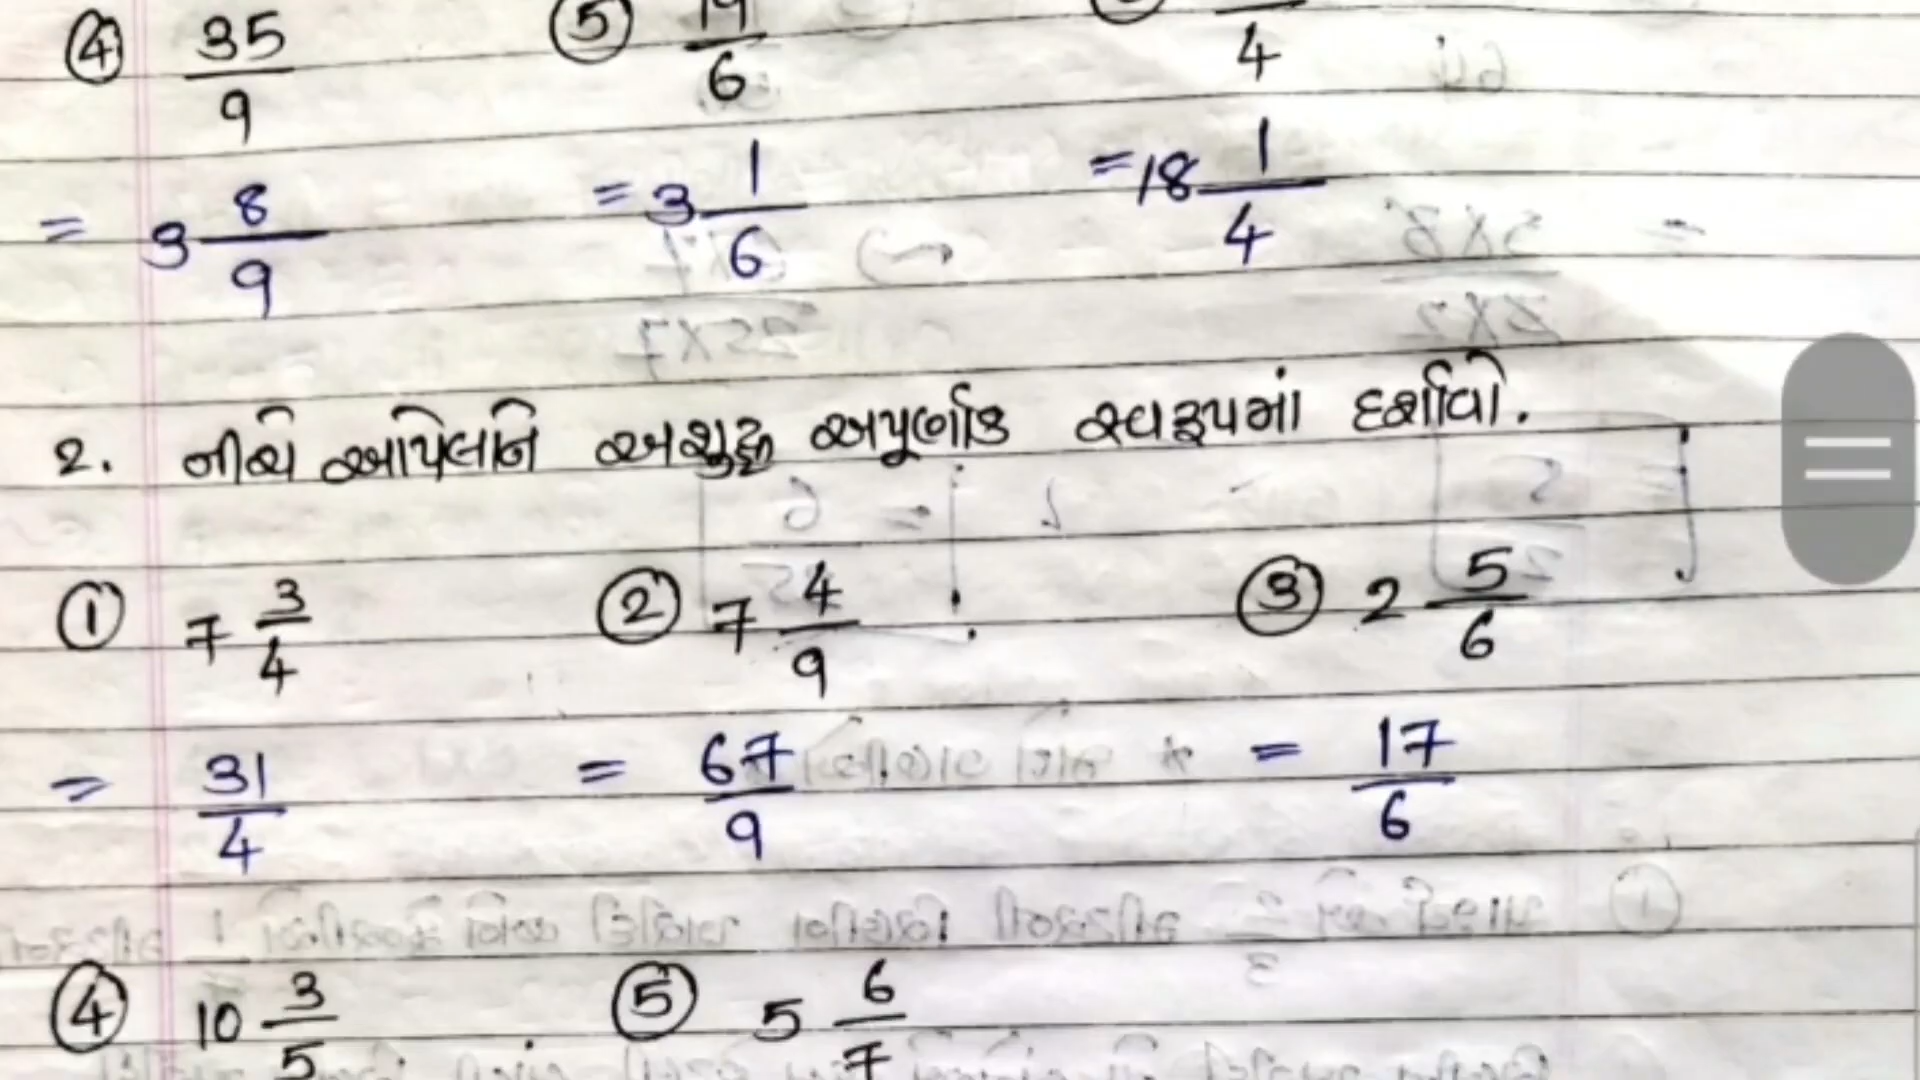 ④ 35/9 ⑤ 19/6 /4
= 3 8/9 = 3 1/6 = 18 1/4
2. નીચે આપેલાને અશુદ્ધ અપૂર્ણાંક સ્વરૂપમાં દર્શાવો.
① 7 3/4 ② 7 4/9 ③ 2 5/6
= 31/4 = 67/9 = 17/6
④ 10 3/5 ⑤ 5 6/7